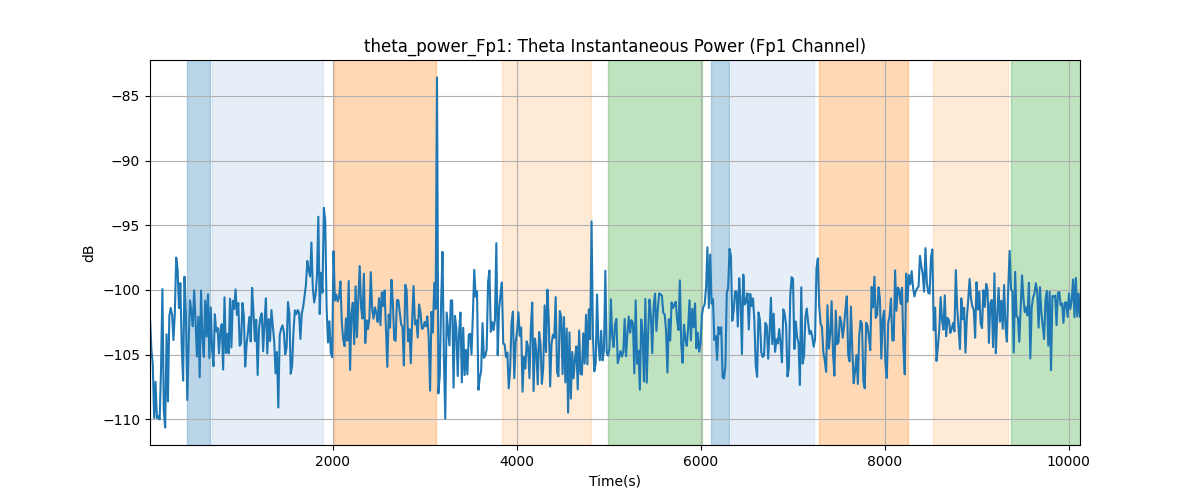 theta_power_Fp1: Theta Instantaneous Power (Fp1 Channel)
−85
−90
−95
−100
−105
−110
dB
2000 4000 6000 8000 10000
Time(s)